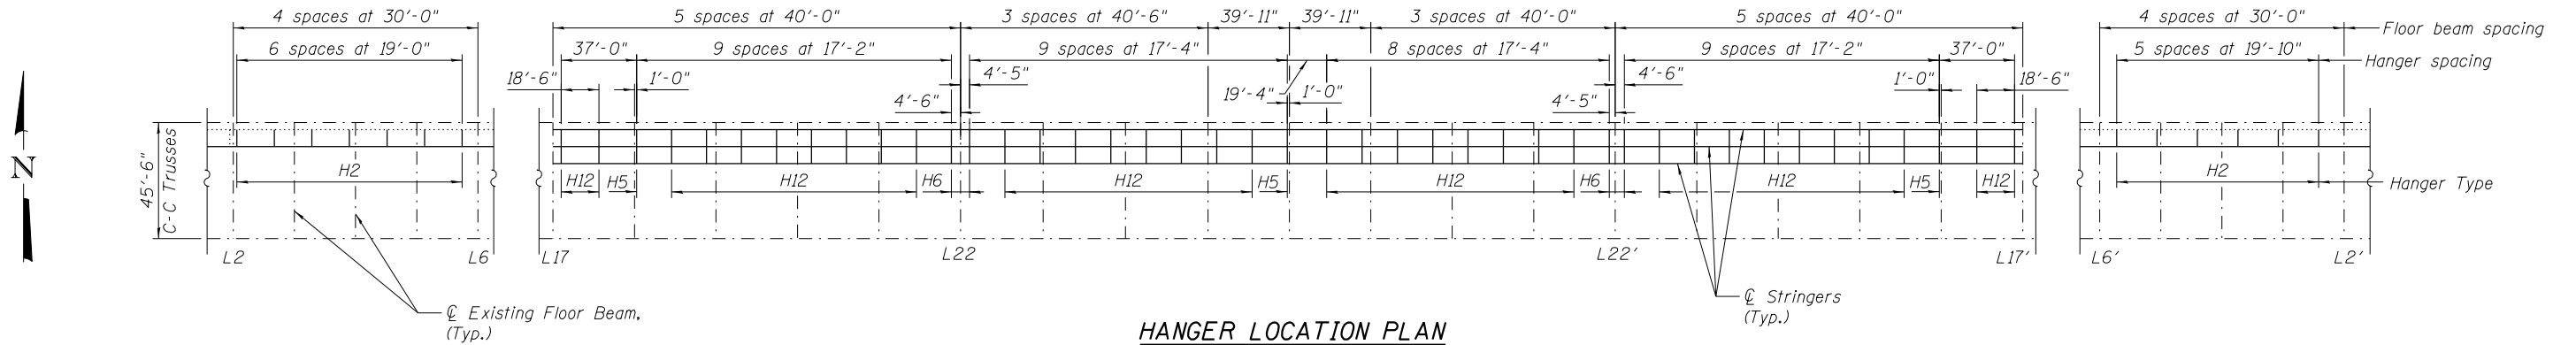 4 spaces at 30'-0"
5 spaces at 40'-0"
3 spaces at 40'-6"
39'-11"
39'-11"
3 spaces at 40'-0"
5 spaces at 40'-0"
4 spaces at 30'-0"
Floor beam spacing
6 spaces at 19'-0"
37'-0"
9 spaces at 17'-2"
9 spaces at 17'-4"
8 spaces at 17'-4"
9 spaces at 17'-2"
37'-0"
5 spaces at 19'-10"
Hanger spacing
18'-6"
1'-0"
4'-5"
4'-6"
1'-0"
18'-6"
4'-6"
19'-4"
1'-0"
4'-5"
N
45'-6"
C-C Trusses
H2
H12
H5
H12
H6
H12
H5
H12
H6
H12
H5
H12
H2
Hanger Type
L2
L6
L17
L22
L22'
L17'
L6'
L2'
℄ Existing Floor Beam,
(Typ.)
℄ Stringers
(Typ.)
HANGER LOCATION PLAN